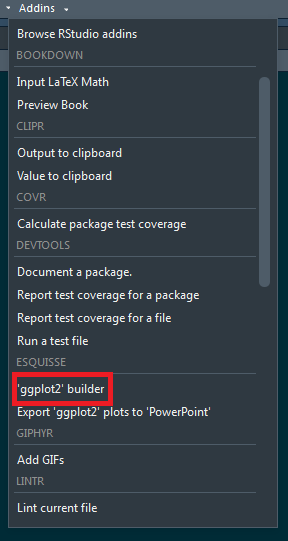 Addins
Browse RStudio addins
BOOKDOWN
Input LaTeX Math
Preview Book
CLIPR
Output to clipboard
Value to clipboard
COVR
Calculate package test coverage
DEVTOOLS
Document a package.
Report test coverage for a package
Report test coverage for a file
Run a test file
ESQUISSE
'ggplot2' builder
Export 'ggplot2' plots to 'PowerPoint'
GIPHYR
Add GIFs
LINTR
Lint current file